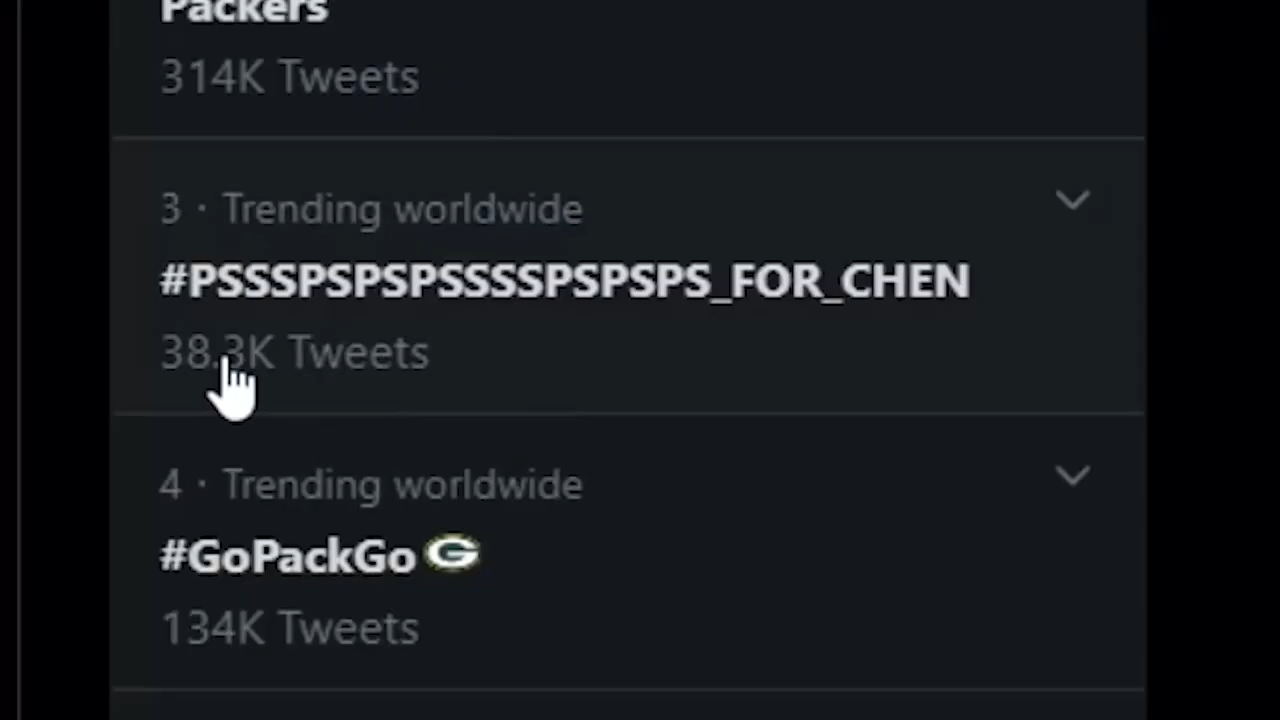 Packers
314K Tweets
3 · Trending worldwide
#PSSSPSPSPSSSSPSPSPS_FOR_CHEN
38.3K Tweets
4 · Trending worldwide
#GoPackGo G
134K Tweets